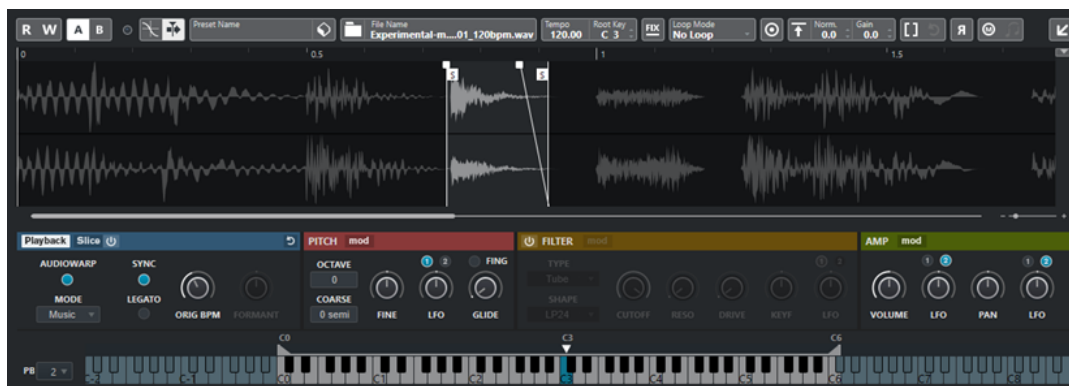 R W A B Preset Name File Name Tempo Root Key FIX Loop Mode Norm. Gain [ ] R M
Experimental-m....01_120bpm.wav 120.00 C 3 No Loop 0.0 0.0
0 0.5 1 1.5
S S
Playback Slice PITCH mod FILTER mod AMP mod
AUDIOWARP SYNC OCTAVE 1 2 FING TYPE 1 2 1 2 1 2
0 Tube
MODE LEGATO COARSE SHAPE
Music ORIG BPM FORMANT 0 semi FINE LFO GLIDE LP24 CUTOFF RESO DRIVE KEYF LFO VOLUME LFO PAN LFO
C0 C3 C6
PB 2 C-2 C-1 C0 C1 C2 C3 C4 C5 C6 C7 C8